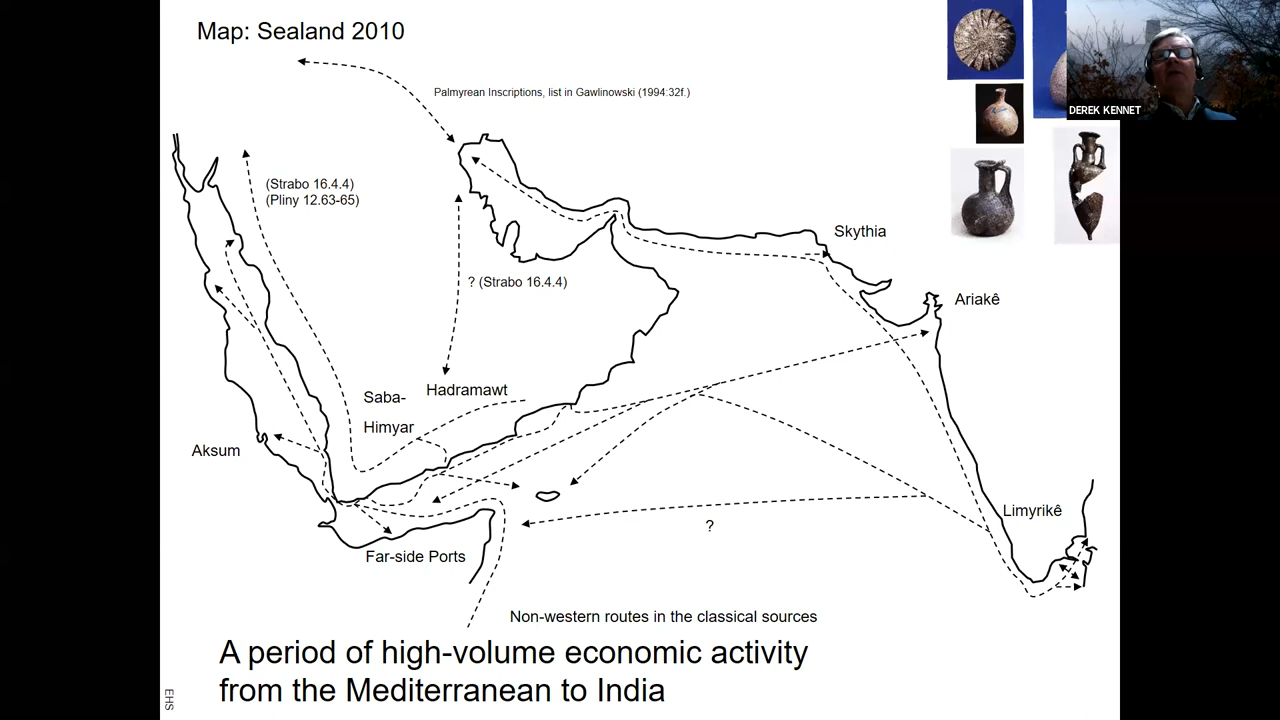 Map: Sealand 2010
Palmyrean Inscriptions, list in Gawlinowski (1994:32f.)
DEREK KENNET
(Strabo 16.4.4)
(Pliny 12.63-65)
Skythia
? (Strabo 16.4.4)
Ariakê
Hadramawt
Saba-
Himyar
Aksum
Limyrikê
?
Far-side Ports
Non-western routes in the classical sources
A period of high-volume economic activity
from the Mediterranean to India
EHS